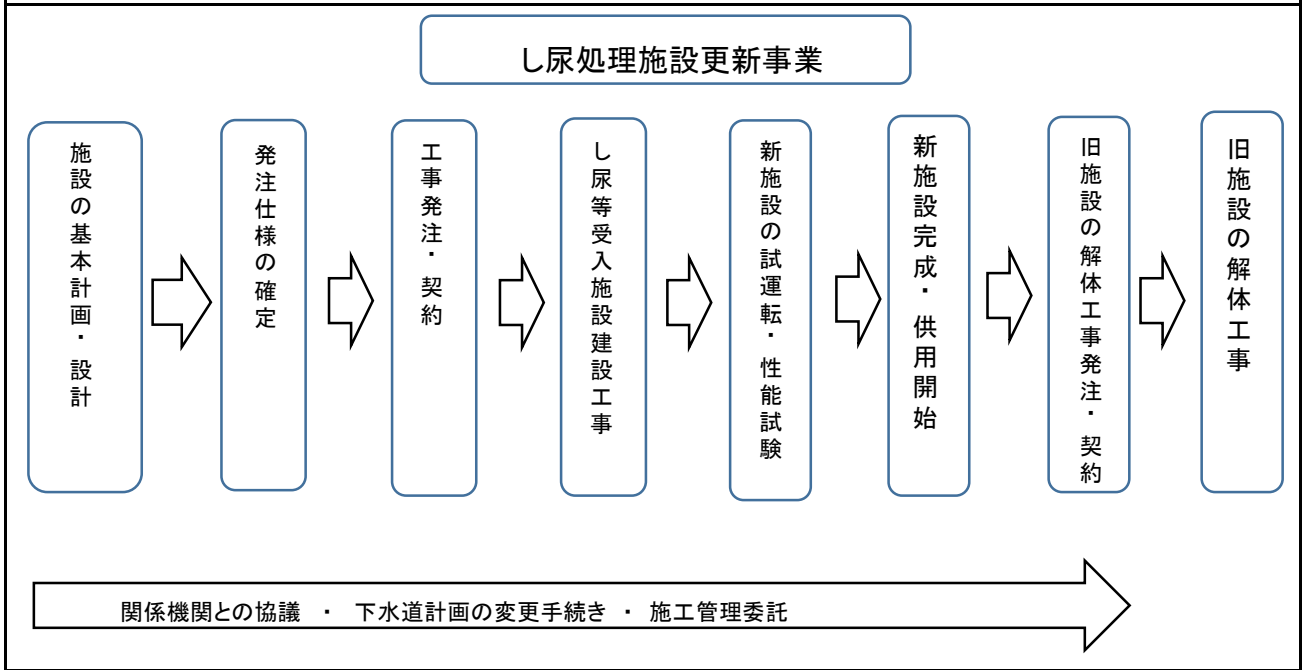 し尿処理施設更新事業
施設の基本計画・設計
発注仕様の確定
工事発注・契約
し尿等受入施設建設工事
新施設の試運転・性能試験
新施設完成・供用開始
旧施設の解体工事発注・契約
旧施設の解体工事
関係機関との協議 ・ 下水道計画の変更手続き ・ 施工管理委託